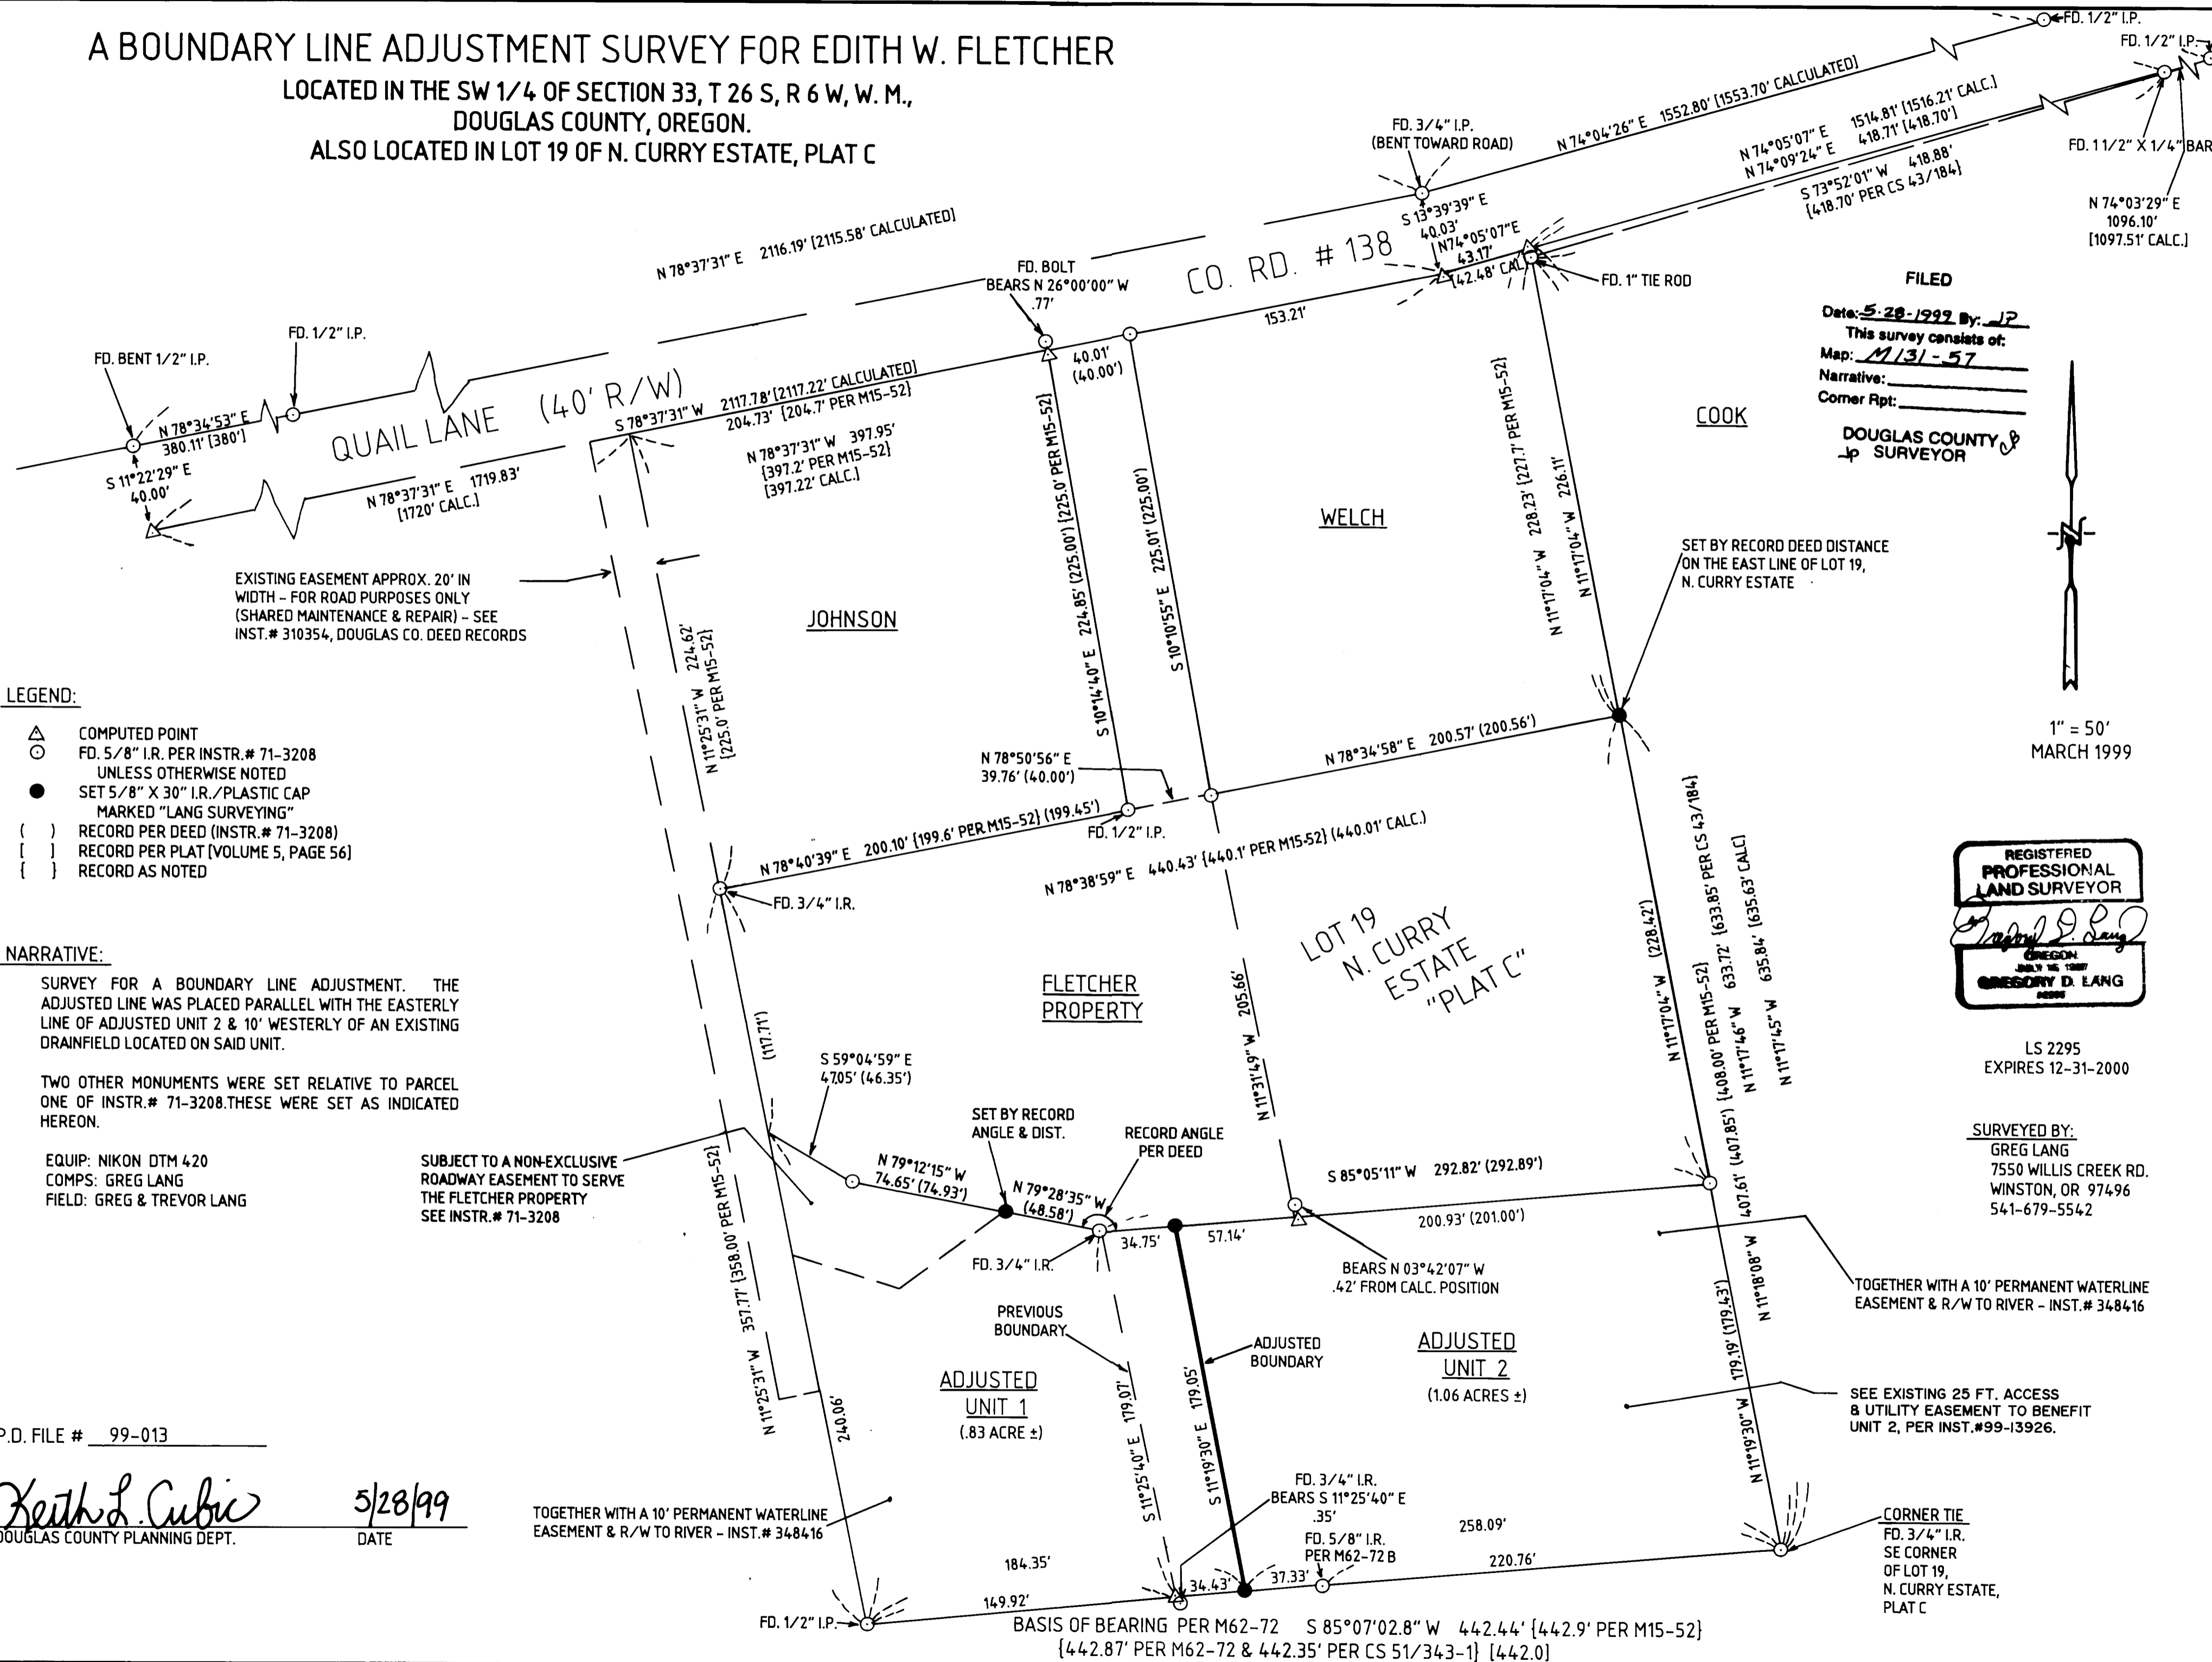 A BOUNDARY LINE ADJUSTMENT SURVEY FOR EDITH W. FLETCHER
LOCATED IN THE SW 1/4 OF SECTION 33, T 26 S, R 6 W, W. M.,
DOUGLAS COUNTY, OREGON.
ALSO LOCATED IN LOT 19 OF N. CURRY ESTATE, PLAT C
FD. 1/2" I.P.
FD. 1/2" I.P.
FD. 3/4" I.P.
(BENT TOWARD ROAD)
N 74°04'26" E 1552.80' [1553.70' CALCULATED]
N 74°05'07" E 1514.81' [1516.21' CALC.]
N 74°09'24" E 418.71' [418.70']
S 73°52'01" W 418.88'
{418.70' PER CS 43/184}
FD. 1 1/2" X 1/4" BAR
N 74°03'29" E
1096.10'
[1097.51' CALC.]
S 13°39'39" E
40.03'
N74°05'07"E
43.17'
[42.48' CAL]
FD. 1" TIE ROD
N 78°37'31" E 2116.19' [2115.58' CALCULATED]
CO. RD. # 138
FD. BOLT
BEARS N 26°00'00" W
.77'
153.21'
40.01'
(40.00')
FD. 1/2" I.P.
FD. BENT 1/2" I.P.
N 78°34'53" E
380.11' [380']
S 11°22'29" E
40.00'
QUAIL LANE (40' R/W)
N 78°37'31" E 1719.83'
[1720' CALC.]
S 78°37'31" W 2117.78' [2117.22' CALCULATED]
204.73' {204.7' PER M15-52}
N 78°37'31" W 397.95'
{397.2' PER M15-52}
[397.22' CALC.]
FILED
Date: 5-28-1999 By: JP
This survey consists of:
Map: M131-57
Narrative:
Corner Rpt:
DOUGLAS COUNTY
JP SURVEYOR
N
1" = 50'
MARCH 1999
COOK
WELCH
JOHNSON
SET BY RECORD DEED DISTANCE
ON THE EAST LINE OF LOT 19,
N. CURRY ESTATE
EXISTING EASEMENT APPROX. 20' IN
WIDTH - FOR ROAD PURPOSES ONLY
(SHARED MAINTENANCE & REPAIR) - SEE
INST.# 310354, DOUGLAS CO. DEED RECORDS
N 11°25'31" W 224.62'
{225.0' PER M15-52}
S 10°14'40" E 224.85' (225.00') {225.0' PER M15-52}
S 10°10'55" E 225.01' (225.00')
N 11°17'04" W 228.23' {227.7' PER M15-52}
N 11°17'04" W 226.11'
LEGEND:
COMPUTED POINT
FD. 5/8" I.R. PER INSTR.# 71-3208
UNLESS OTHERWISE NOTED
SET 5/8" X 30" I.R./PLASTIC CAP
MARKED "LANG SURVEYING"
( ) RECORD PER DEED (INSTR.# 71-3208)
[ ] RECORD PER PLAT [VOLUME 5, PAGE 56]
{ } RECORD AS NOTED
N 78°50'56" E
39.76' (40.00')
N 78°34'58" E 200.57' (200.56')
N 78°40'39" E 200.10' {199.6' PER M15-52} (199.45')
FD. 1/2" I.P.
N 78°38'59" E 440.43' {440.1' PER M15-52} (440.01' CALC.)
FD. 3/4" I.R.
LOT 19
N. CURRY
ESTATE
"PLAT C"
FLETCHER
PROPERTY
N 11°17'04" W (228.42')
N 11°17'46" W 633.72' {633.85' PER CS 43/184}
N 11°17'45" W 635.84' [635.63' CALC]
N 11°18'08" W 407.61' (407.85') {408.00' PER M15-52}
REGISTERED
PROFESSIONAL
LAND SURVEYOR
Gregory D. Lang
OREGON
GREGORY D. LANG
LS 2295
EXPIRES 12-31-2000
SURVEYED BY:
GREG LANG
7550 WILLIS CREEK RD.
WINSTON, OR 97496
541-679-5542
NARRATIVE:
SURVEY FOR A BOUNDARY LINE ADJUSTMENT. THE
ADJUSTED LINE WAS PLACED PARALLEL WITH THE EASTERLY
LINE OF ADJUSTED UNIT 2 & 10' WESTERLY OF AN EXISTING
DRAINFIELD LOCATED ON SAID UNIT.
TWO OTHER MONUMENTS WERE SET RELATIVE TO PARCEL
ONE OF INSTR.# 71-3208.THESE WERE SET AS INDICATED
HEREON.
EQUIP: NIKON DTM 420
COMPS: GREG LANG
FIELD: GREG & TREVOR LANG
(117.71')
S 59°04'59" E
47.05' (46.35')
N 11°31'49" W 205.66'
SUBJECT TO A NON-EXCLUSIVE
ROADWAY EASEMENT TO SERVE
THE FLETCHER PROPERTY
SEE INSTR.# 71-3208
SET BY RECORD
ANGLE & DIST.
RECORD ANGLE
PER DEED
N 79°12'15" W
74.65' (74.93')
N 79°28'35" W
(48.58')
FD. 3/4" I.R.
34.75'
57.14'
S 85°05'11" W 292.82' (292.89')
200.93' (201.00')
BEARS N 03°42'07" W
.42' FROM CALC. POSITION
N 11°25'31" W 357.77' {358.00' PER M15-52}
240.06'
TOGETHER WITH A 10' PERMANENT WATERLINE
EASEMENT & R/W TO RIVER - INST.# 348416
PREVIOUS
BOUNDARY
ADJUSTED
BOUNDARY
ADJUSTED
UNIT 1
(.83 ACRE ±)
ADJUSTED
UNIT 2
(1.06 ACRES ±)
S 11°25'40" E 179.07'
S 11°19'30" E 179.05'
N 11°19'30" W 179.19' (179.43')
SEE EXISTING 25 FT. ACCESS
& UTILITY EASEMENT TO BENEFIT
UNIT 2, PER INST.#99-13926.
P.D. FILE # 99-013
Keith L. Cubic 5/28/99
DOUGLAS COUNTY PLANNING DEPT. DATE
TOGETHER WITH A 10' PERMANENT WATERLINE
EASEMENT & R/W TO RIVER - INST.# 348416
FD. 3/4" I.R.
BEARS S 11°25'40" E
.35'
FD. 5/8" I.R.
PER M62-72 B
258.09'
220.76'
184.35'
149.92'
34.43'
37.33'
FD. 1/2" I.P.
CORNER TIE
FD. 3/4" I.R.
SE CORNER
OF LOT 19,
N. CURRY ESTATE,
PLAT C
BASIS OF BEARING PER M62-72 S 85°07'02.8" W 442.44' {442.9' PER M15-52}
{442.87' PER M62-72 & 442.35' PER CS 51/343-1} [442.0]